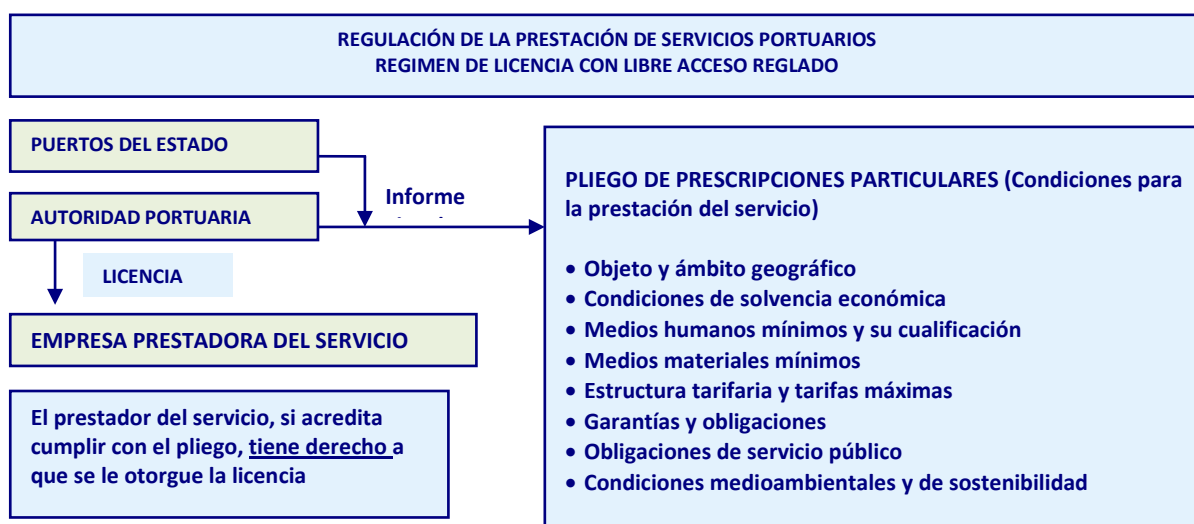 REGULACIÓN DE LA PRESTACIÓN DE SERVICIOS PORTUARIOS
REGIMEN DE LICENCIA CON LIBRE ACCESO REGLADO
PUERTOS DEL ESTADO
Informe
AUTORIDAD PORTUARIA
LICENCIA
EMPRESA PRESTADORA DEL SERVICIO
El prestador del servicio, si acredita
cumplir con el pliego, tiene derecho a
que se le otorgue la licencia
PLIEGO DE PRESCRIPCIONES PARTICULARES (Condiciones para
la prestación del servicio)
• Objeto y ámbito geográfico
• Condiciones de solvencia económica
• Medios humanos mínimos y su cualificación
• Medios materiales mínimos
• Estructura tarifaria y tarifas máximas
• Garantías y obligaciones
• Obligaciones de servicio público
• Condiciones medioambientales y de sostenibilidad